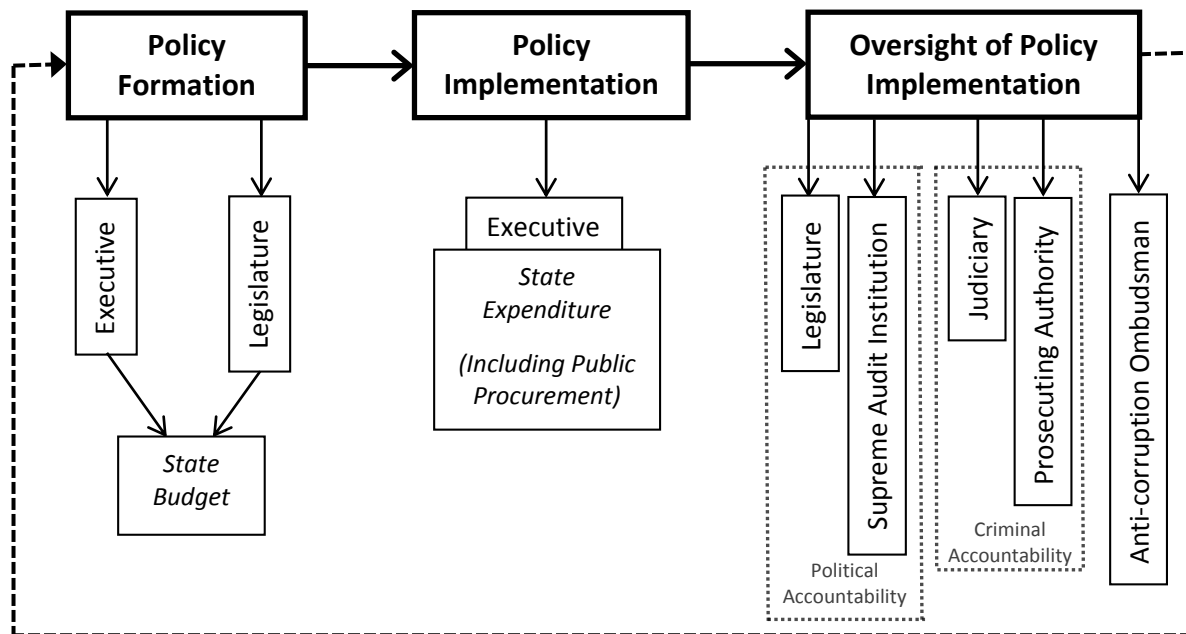 Policy
Formation
Policy
Implementation
Oversight of Policy
Implementation
Executive
Legislature
State
Budget
Executive
State
Expenditure
(Including Public
Procurement)
Legislature
Supreme Audit Institution
Political
Accountability
Judiciary
Prosecuting Authority
Criminal
Accountability
Anti-corruption Ombudsman